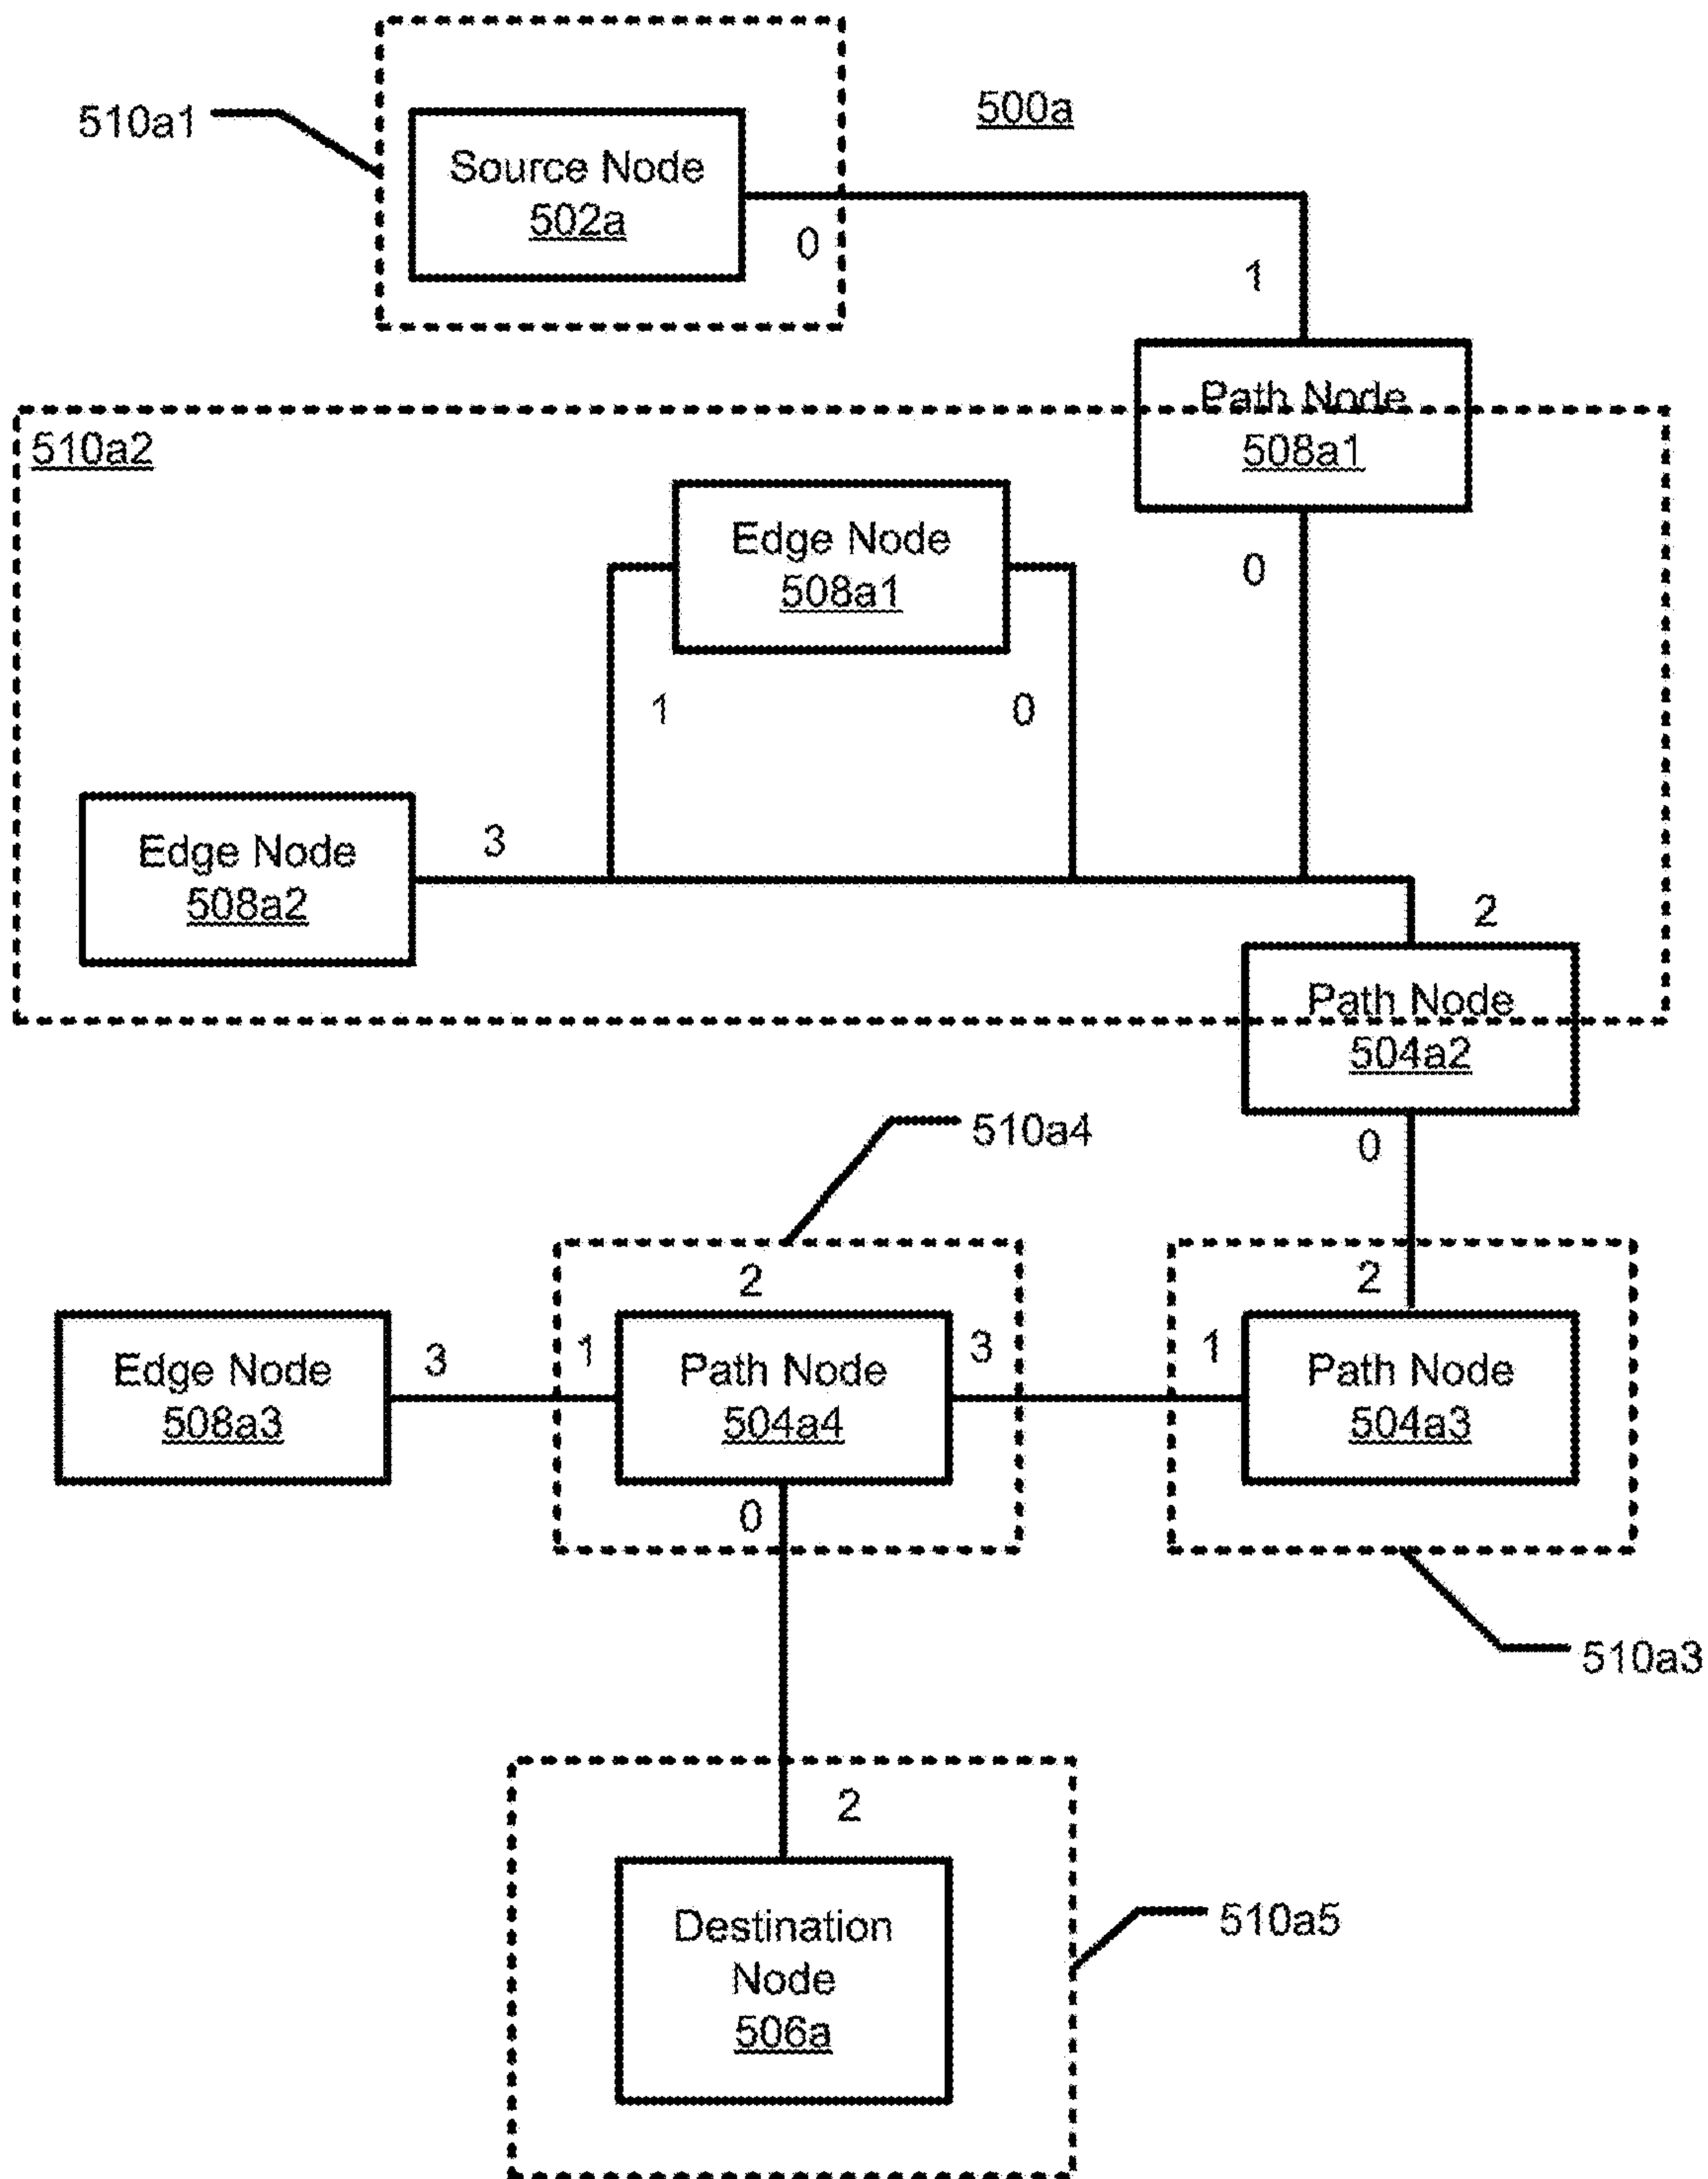 500a
510a1
Source Node
502a
0
1
Path Node
508a1
510a2
0
Edge Node
508a1
1
0
Edge Node
508a2
3
2
Path Node
504a2
0
510a4
2
2
Edge Node
508a3
3
1
Path Node
504a4
3
1
Path Node
504a3
0
510a3
2
Destination
Node
506a
510a5